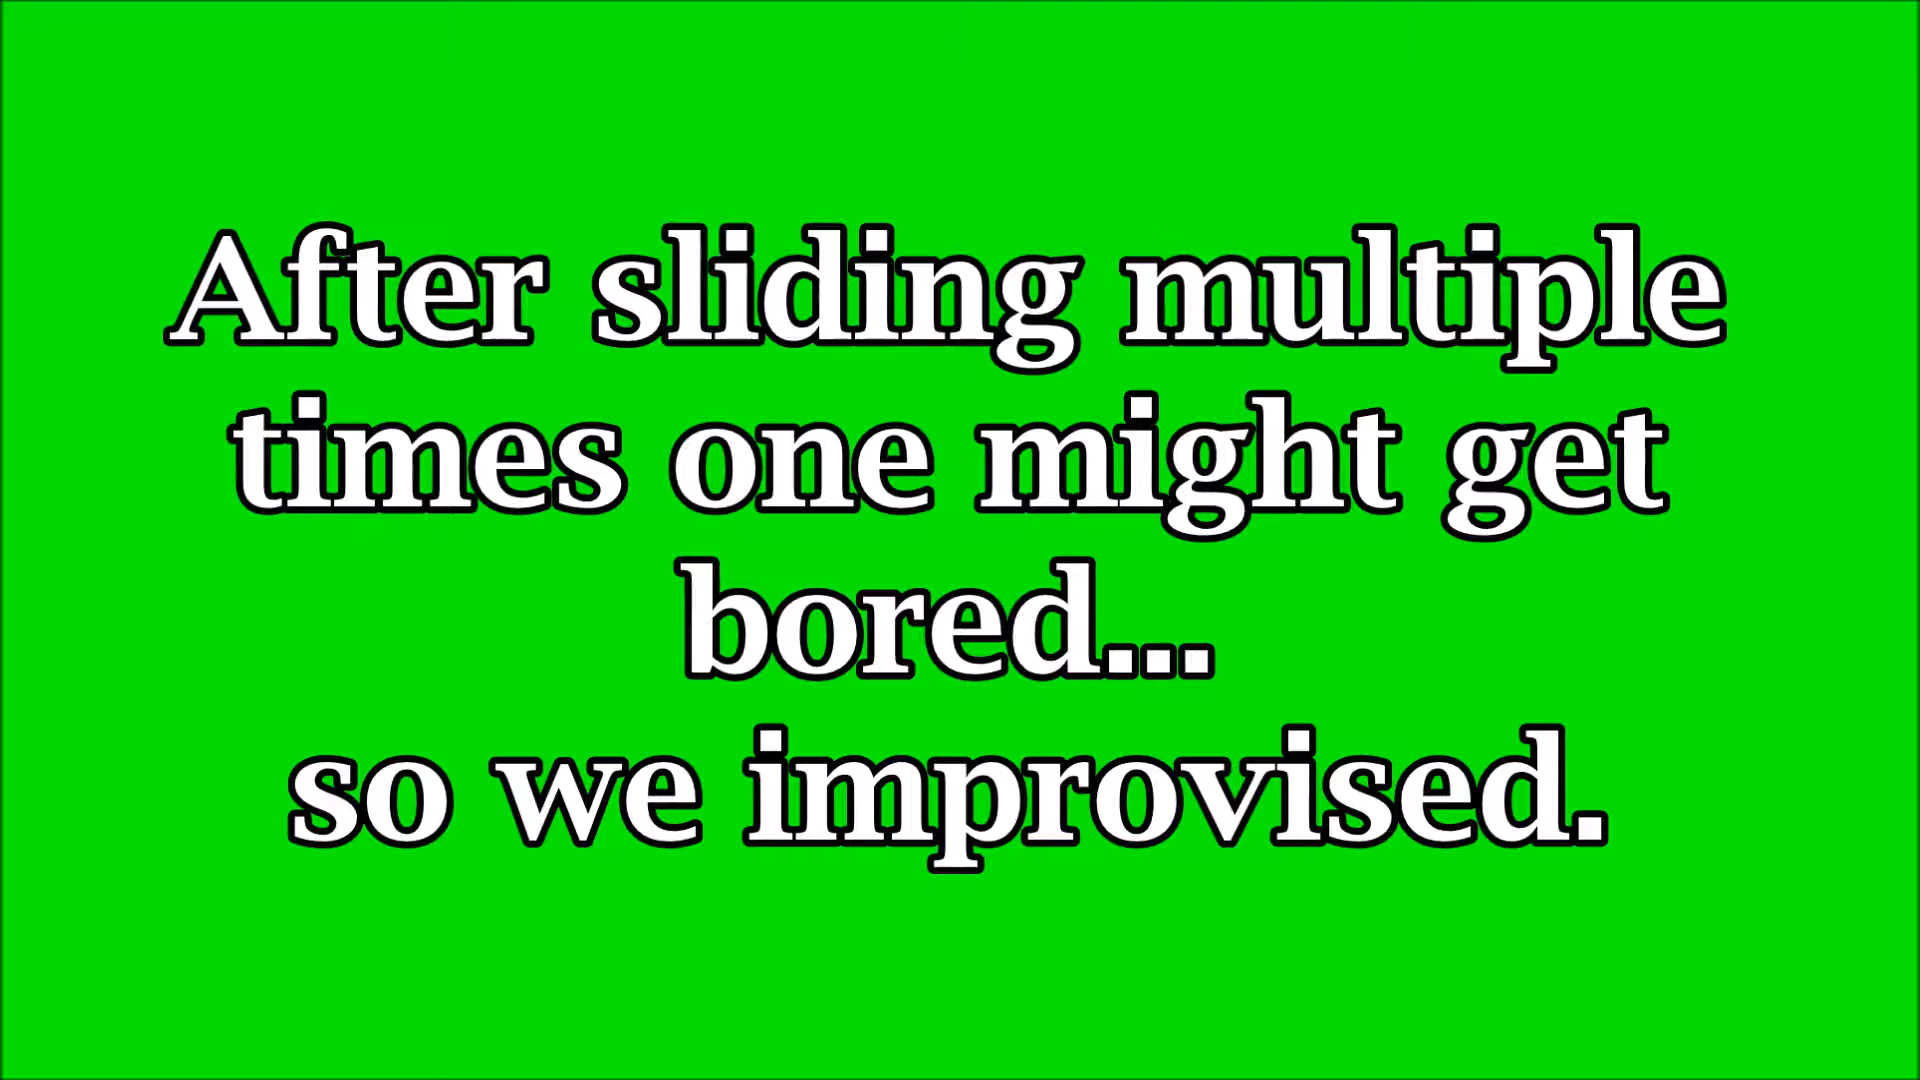 After sliding multiple
times one might get
bored...
so we improvised.